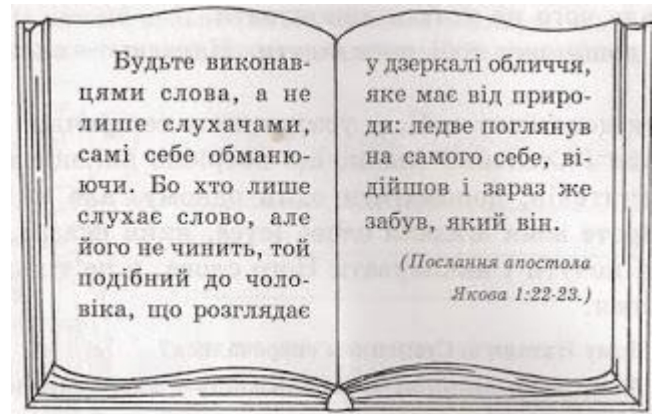 Будьте виконав-
цями слова, а не
лише слухачами,
самі себе обманю-
ючи. Бо хто лише
слухає слово, але
його не чинить, той
подібний до чоло-
віка, що розглядає
у дзеркалі обличчя,
яке має від приро-
ди: ледве поглянув
на самого себе, ві-
дійшов і зараз же
забув, який він.
(Послання апостола
Якова 1:22-23.)